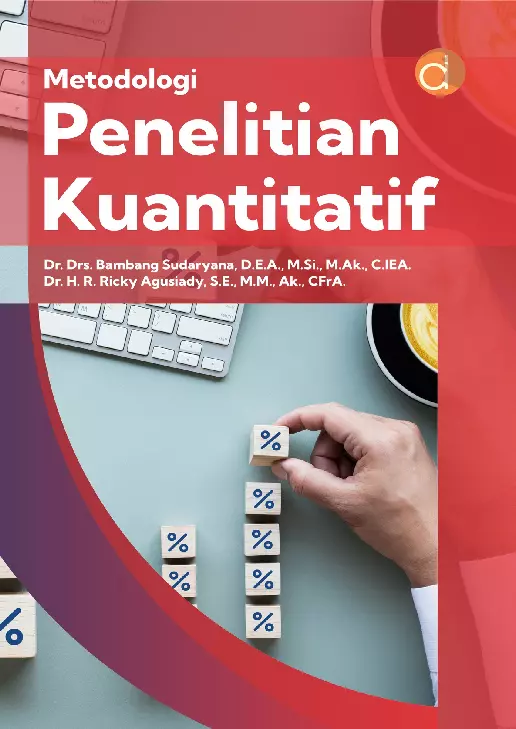 Metodologi
Penelitian
Kuantitatif
Dr. Drs. Bambang Sudaryana, D.E.A., M.Si., M.Ak., C.IEA.
Dr. H. R. Ricky Agusiady, S.E., M.M., Ak., CFrA.
%
%
%
%
%
%
%
%